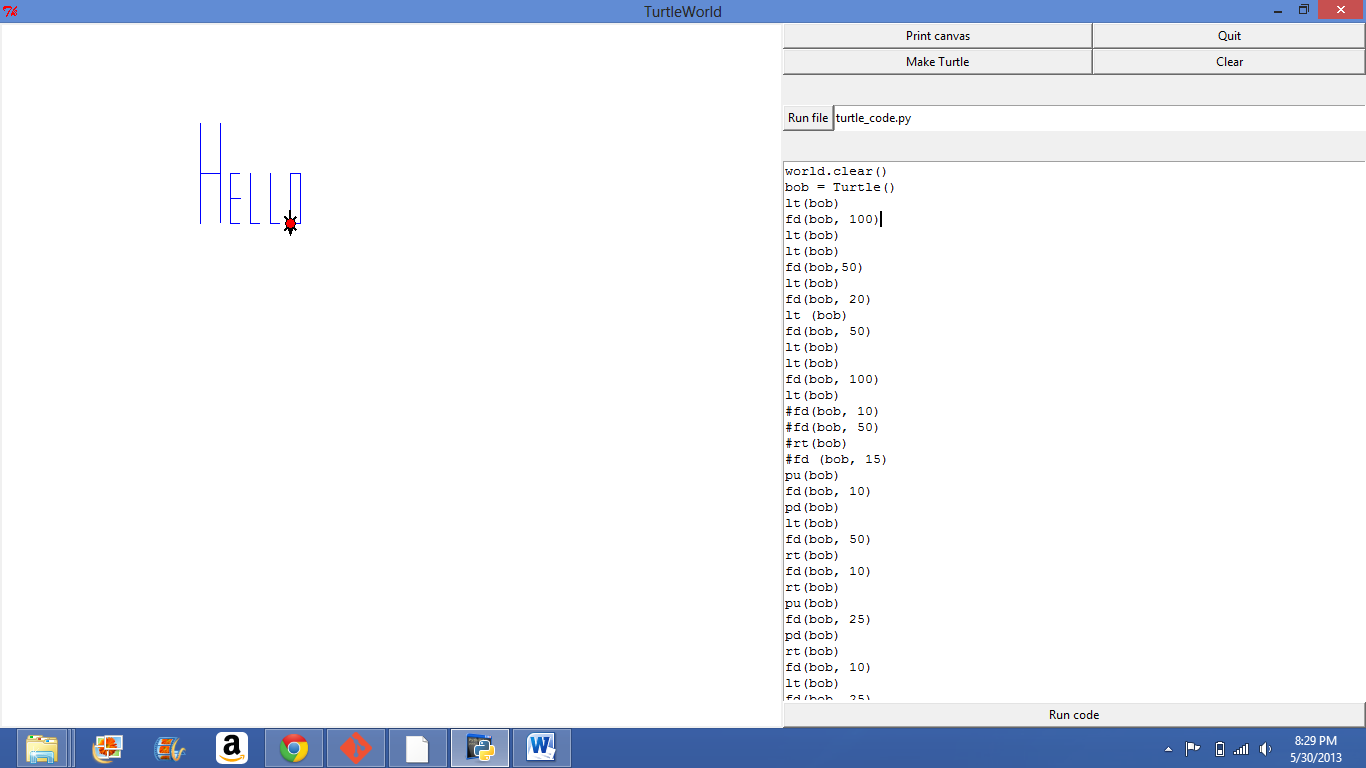 TurtleWorld
Print canvas
Quit
Make Turtle
Clear
Run file
turtle_code.py
HELLO
world.clear()
bob = Turtle()
lt(bob)
fd(bob, 100)
lt(bob)
lt(bob)
fd(bob,50)
lt(bob)
fd(bob, 20)
lt (bob)
fd(bob, 50)
lt(bob)
lt(bob)
fd(bob, 100)
lt(bob)
#fd(bob, 10)
#fd(bob, 50)
#rt(bob)
#fd (bob, 15)
pu(bob)
fd(bob, 10)
pd(bob)
lt(bob)
fd(bob, 50)
rt(bob)
fd(bob, 10)
rt(bob)
pu(bob)
fd(bob, 25)
pd(bob)
rt(bob)
fd(bob, 10)
lt(bob)
fd(bob, 25)
Run code
8:29 PM
5/30/2013